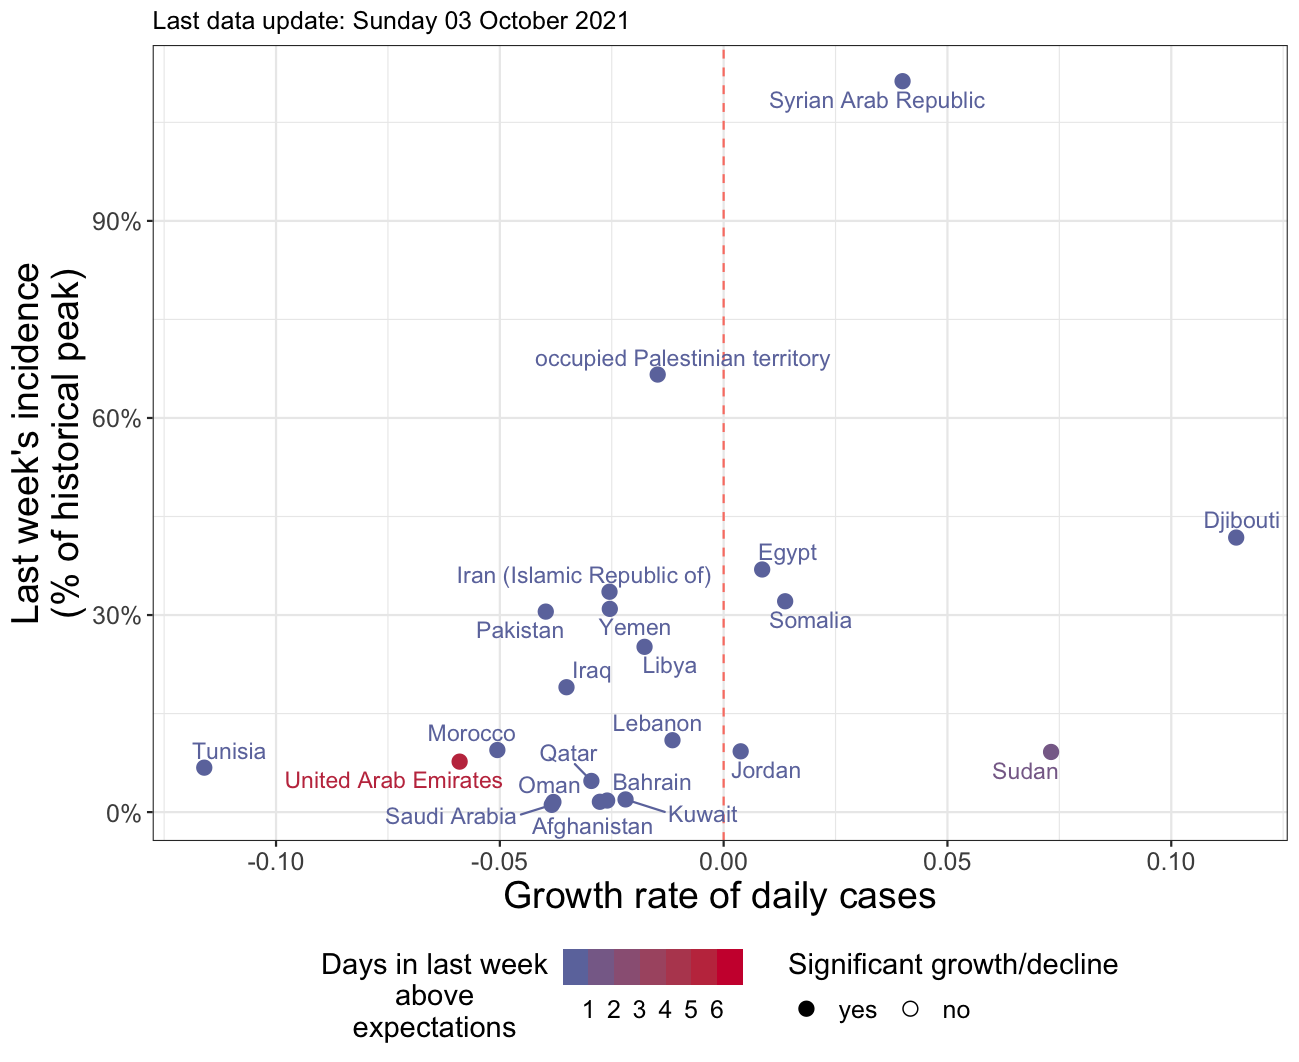 Last data update: Sunday 03 October 2021
Last week's incidence
(% of historical peak)
90%
60%
30%
0%
Syrian Arab Republic
occupied Palestinian territory
Djibouti
Egypt
Iran (Islamic Republic of)
Somalia
Pakistan
Yemen
Libya
Iraq
Lebanon
Morocco
Tunisia
Qatar
Jordan
Sudan
United Arab Emirates
Oman
Bahrain
Saudi Arabia
Kuwait
Afghanistan
-0.10 -0.05 0.00 0.05 0.10
Growth rate of daily cases
Days in last week
above
expectations
1 2 3 4 5 6
Significant growth/decline
yes no